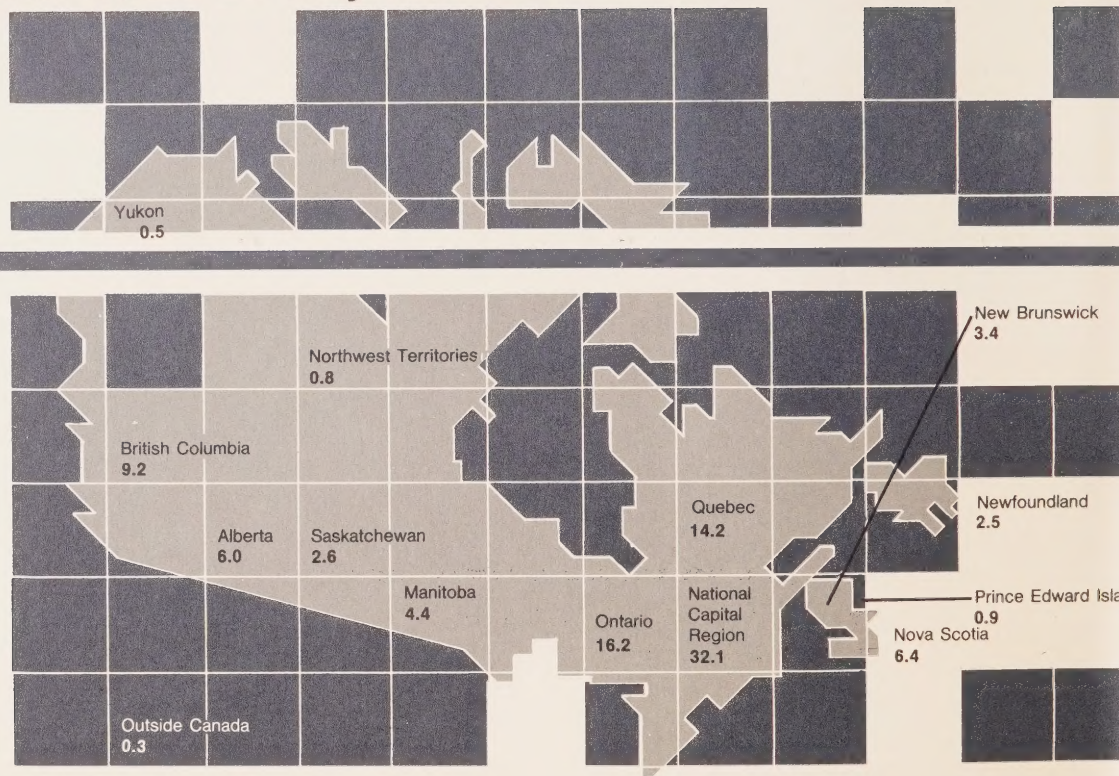 Yukon
0.5
New Brunswick
3.4
Northwest Territories
0.8
British Columbia
9.2
Quebec
14.2
Newfoundland
2.5
Alberta
6.0
Saskatchewan
2.6
Manitoba
4.4
Ontario
16.2
National
Capital
Region
32.1
Prince Edward Isla
0.9
Nova Scotia
6.4
Outside Canada
0.3